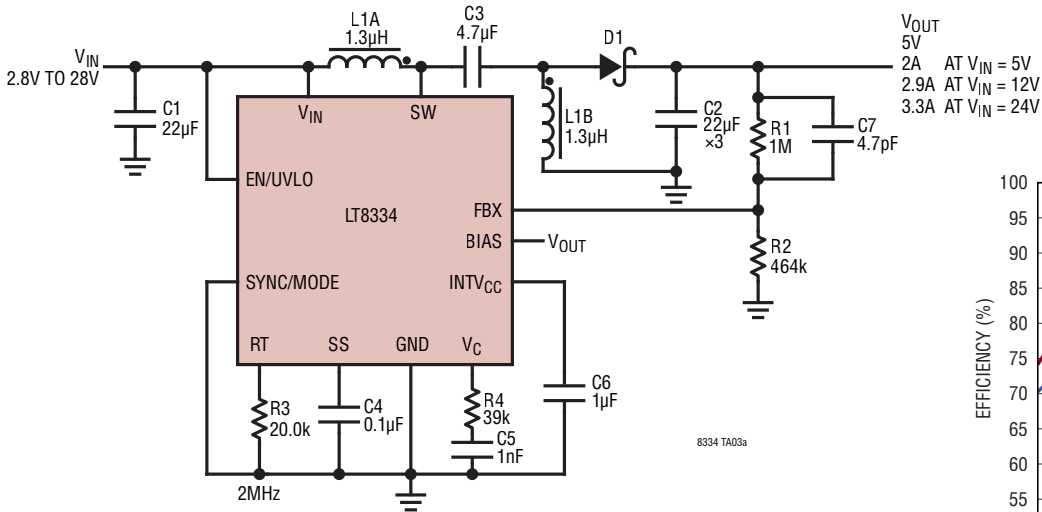 VIN
2.8V TO 28V
C1
22µF
L1A
1.3µH
C3
4.7µF
D1
L1B
1.3µH
C2
22µF
×3
R1
1M
C7
4.7pF
VOUT
5V
2A AT VIN = 5V
2.9A AT VIN = 12V
3.3A AT VIN = 24V
VIN
SW
EN/UVLO
LT8334
FBX
BIAS
VOUT
SYNC/MODE
INTVCC
RT
SS
GND
VC
R2
464k
R3
20.0k
C4
0.1µF
R4
39k
C5
1nF
C6
1µF
2MHz
8334 TA03a
EFFICIENCY (%)
100
95
90
85
80
75
70
65
60
55